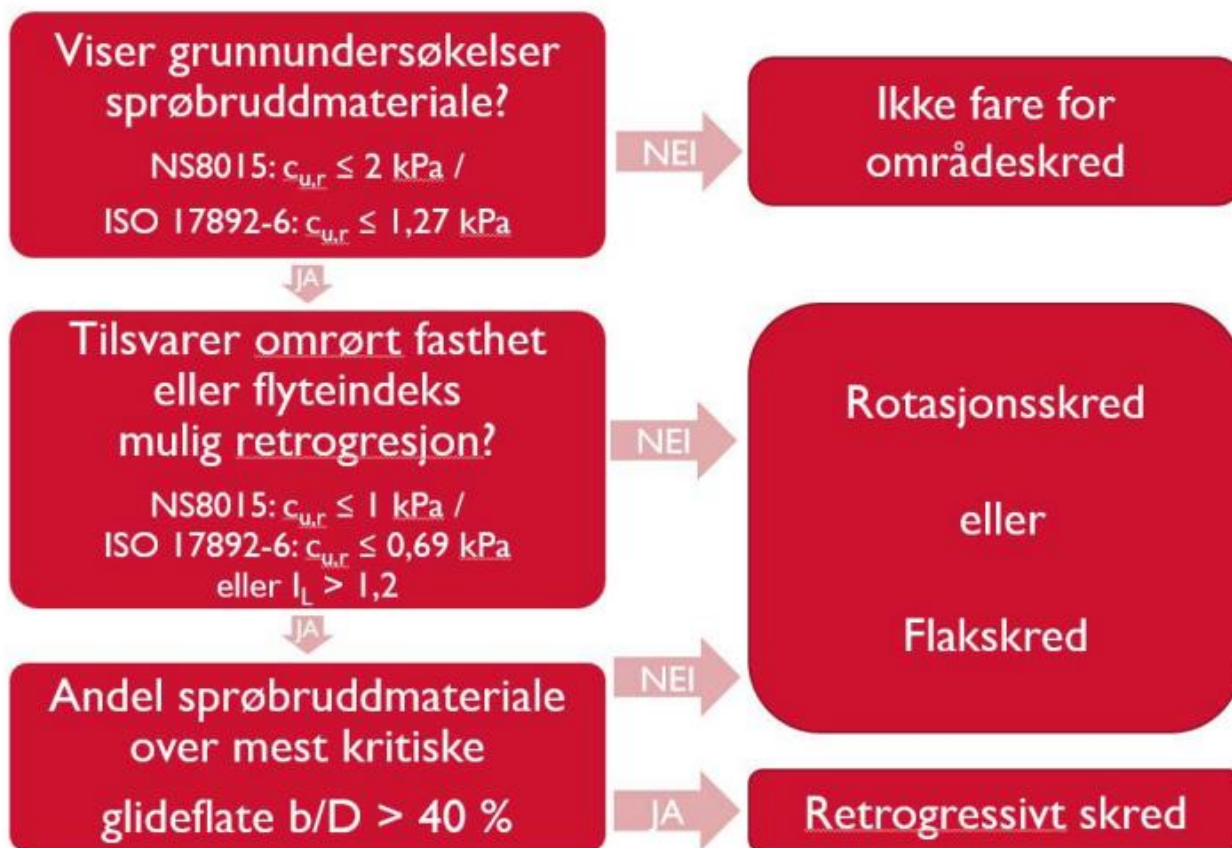 Viser grunnundersøkelser
sprøbruddmateriale?
NS8015: cu,r ≤ 2 kPa /
ISO 17892-6: cu,r ≤ 1,27 kPa
NEI
Ikke fare for
områdeskred
JA
Tilsvarer omrørt fasthet
eller flyteindeks
mulig retrogresjon?
NS8015: cu,r ≤ 1 kPa /
ISO 17892-6: cu,r ≤ 0,69 kPa
eller IL > 1,2
NEI
Rotasjonsskred
eller
Flakskred
JA
Andel sprøbruddmateriale
over mest kritiske
glideflate b/D > 40 %
NEI
JA
Retrogressivt skred